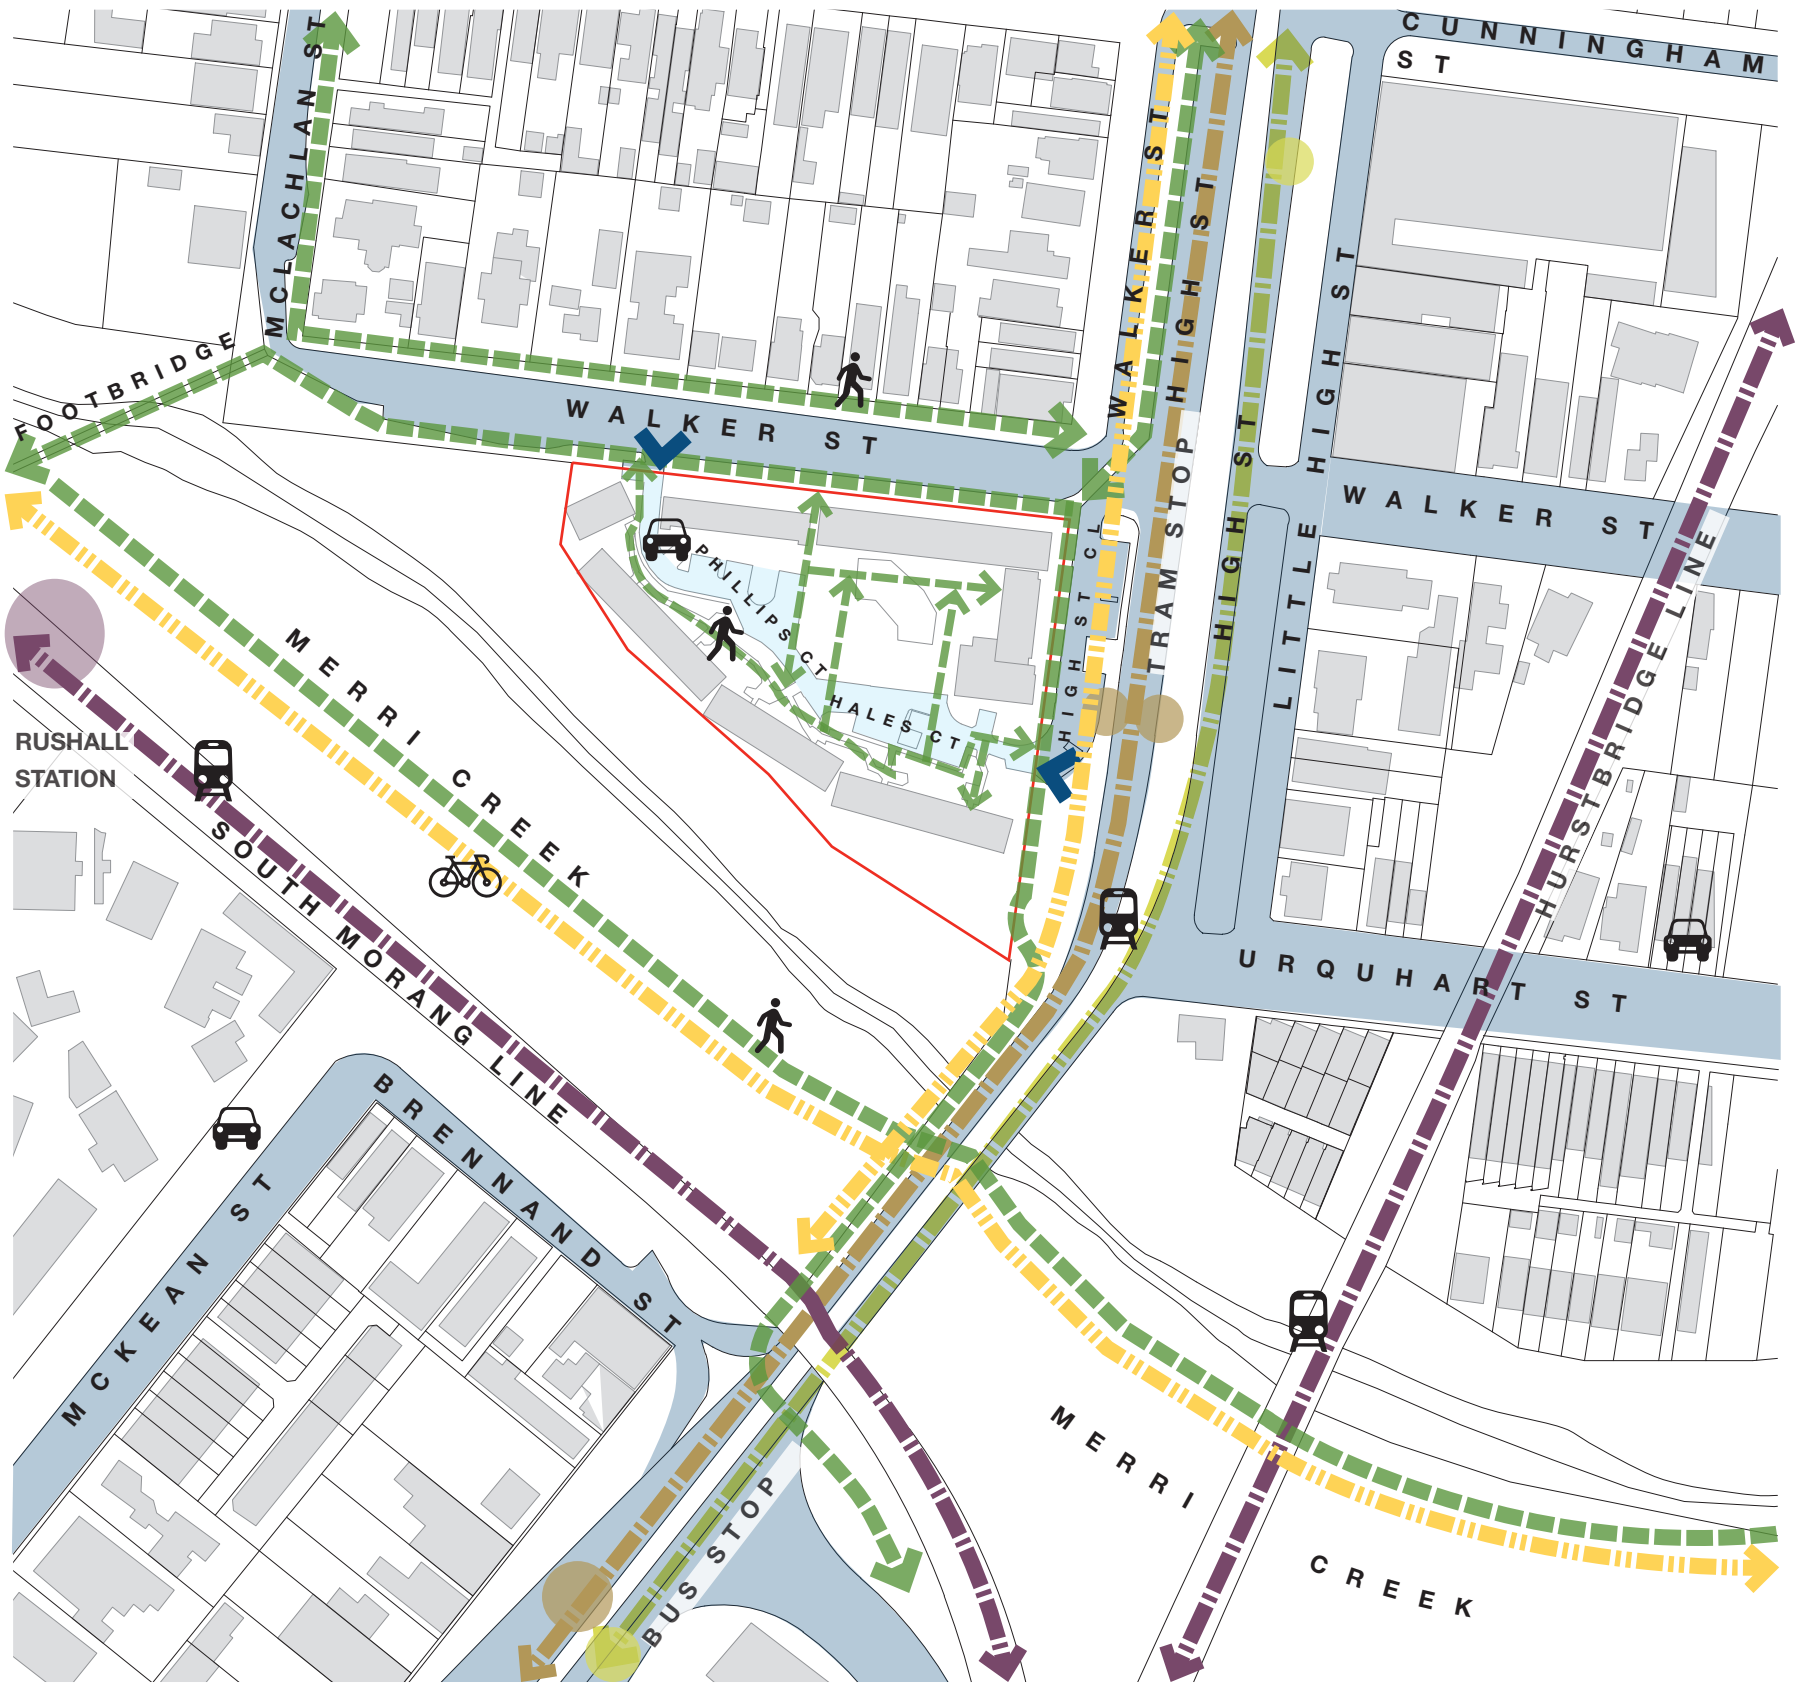 CUNNINGHAM
ST
MCLACHLAN ST
WALKER ST
HIGH ST
LITTLE HIGH ST
FOOTBRIDGE
WALKER ST
TRAM STOP
HIGH ST
WALKER ST
HIGH ST CL
PHILLIPS CT
HALES CT
HURSTBRIDGE LINE
MERRI CREEK
RUSHALL
STATION
SOUTH MORANG LINE
URQUHART ST
BRENNAND ST
MCKEAN ST
MERRI
CREEK
BUS STOP